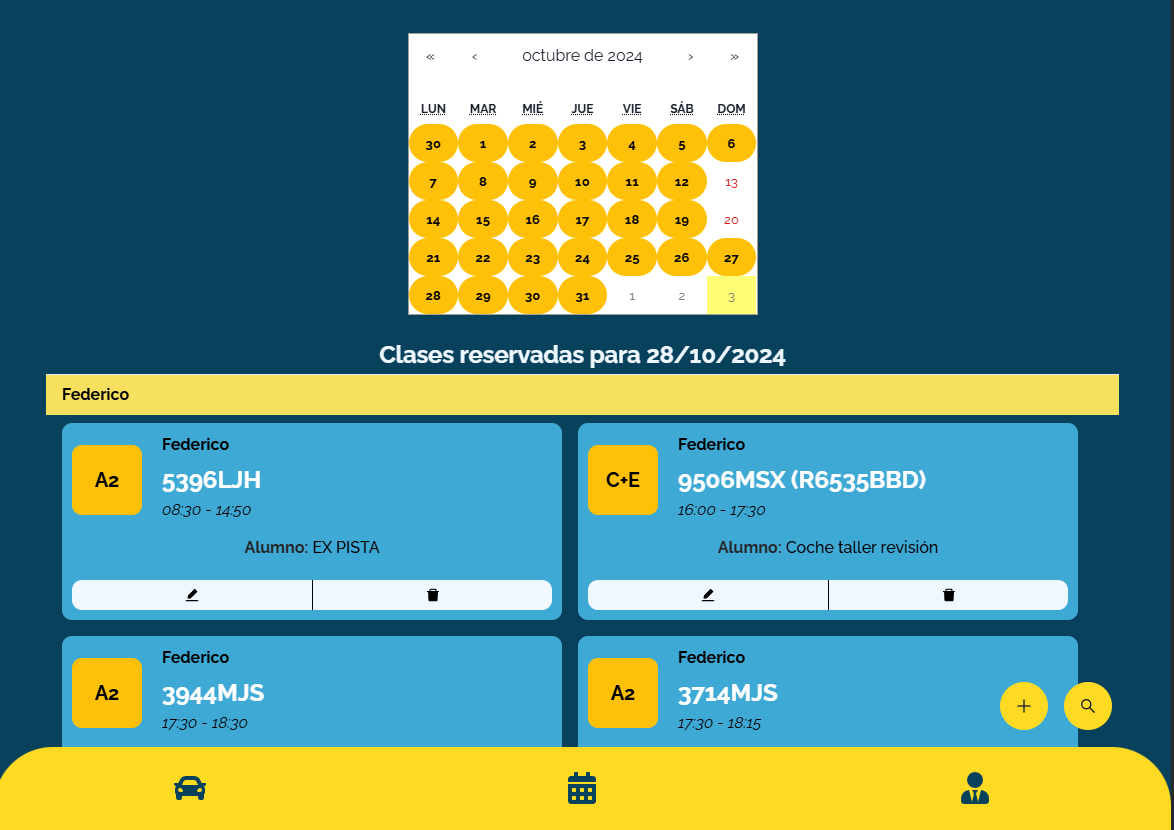 « ‹ octubre de 2024 › »
LUN MAR MIÉ JUE VIE SÁB DOM
30 1 2 3 4 5 6
7 8 9 10 11 12 13
14 15 16 17 18 19 20
21 22 23 24 25 26 27
28 29 30 31 1 2 3
Clases reservadas para 28/10/2024
Federico
Federico
A2
5396LJH
08:30 - 14:50
Alumno: EX PISTA
Federico
C+E
9506MSX (R6535BBD)
16:00 - 17:30
Alumno: Coche taller revisión
Federico
A2
3944MJS
17:30 - 18:30
Federico
A2
3714MJS
17:30 - 18:15